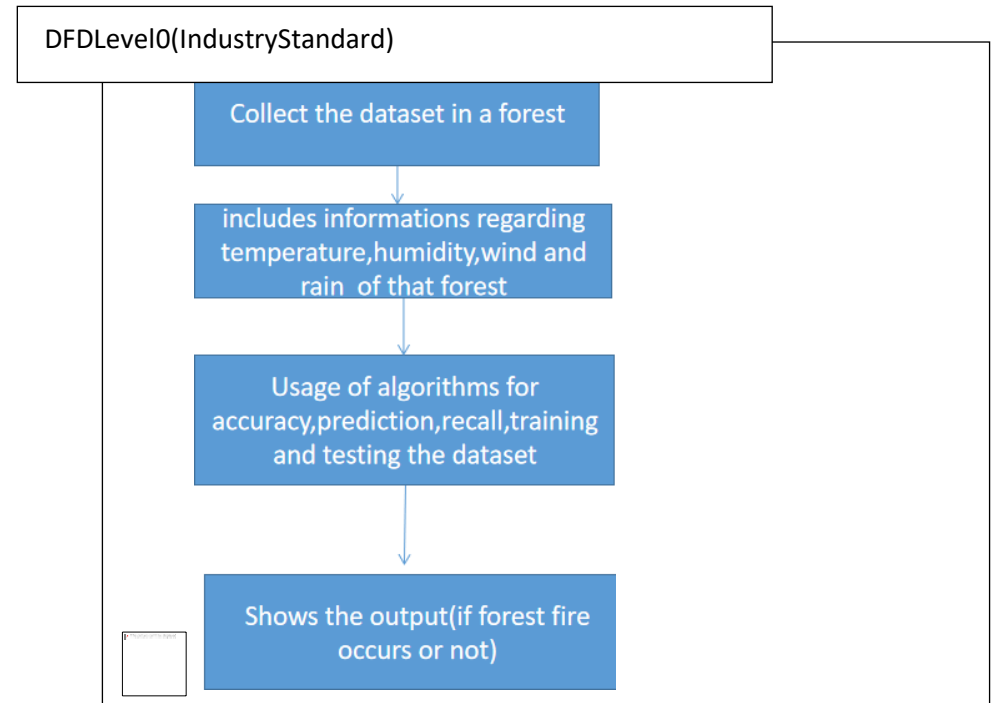 DFDLevel0(IndustryStandard)
Collect the dataset in a forest
includes informations regarding
temperature,humidity,wind and
rain of that forest
Usage of algorithms for
accuracy,prediction,recall,training
and testing the dataset
Shows the output(if forest fire
occurs or not)